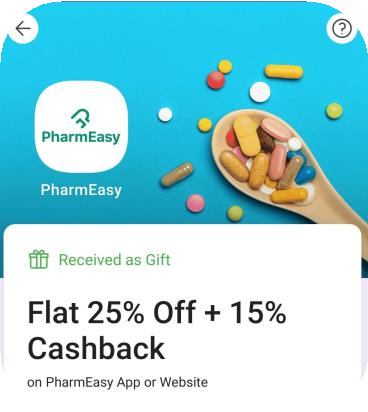 PharmEasy
PharmEasy
Received as Gift
Flat 25% Off + 15%
Cashback
on PharmEasy App or Website